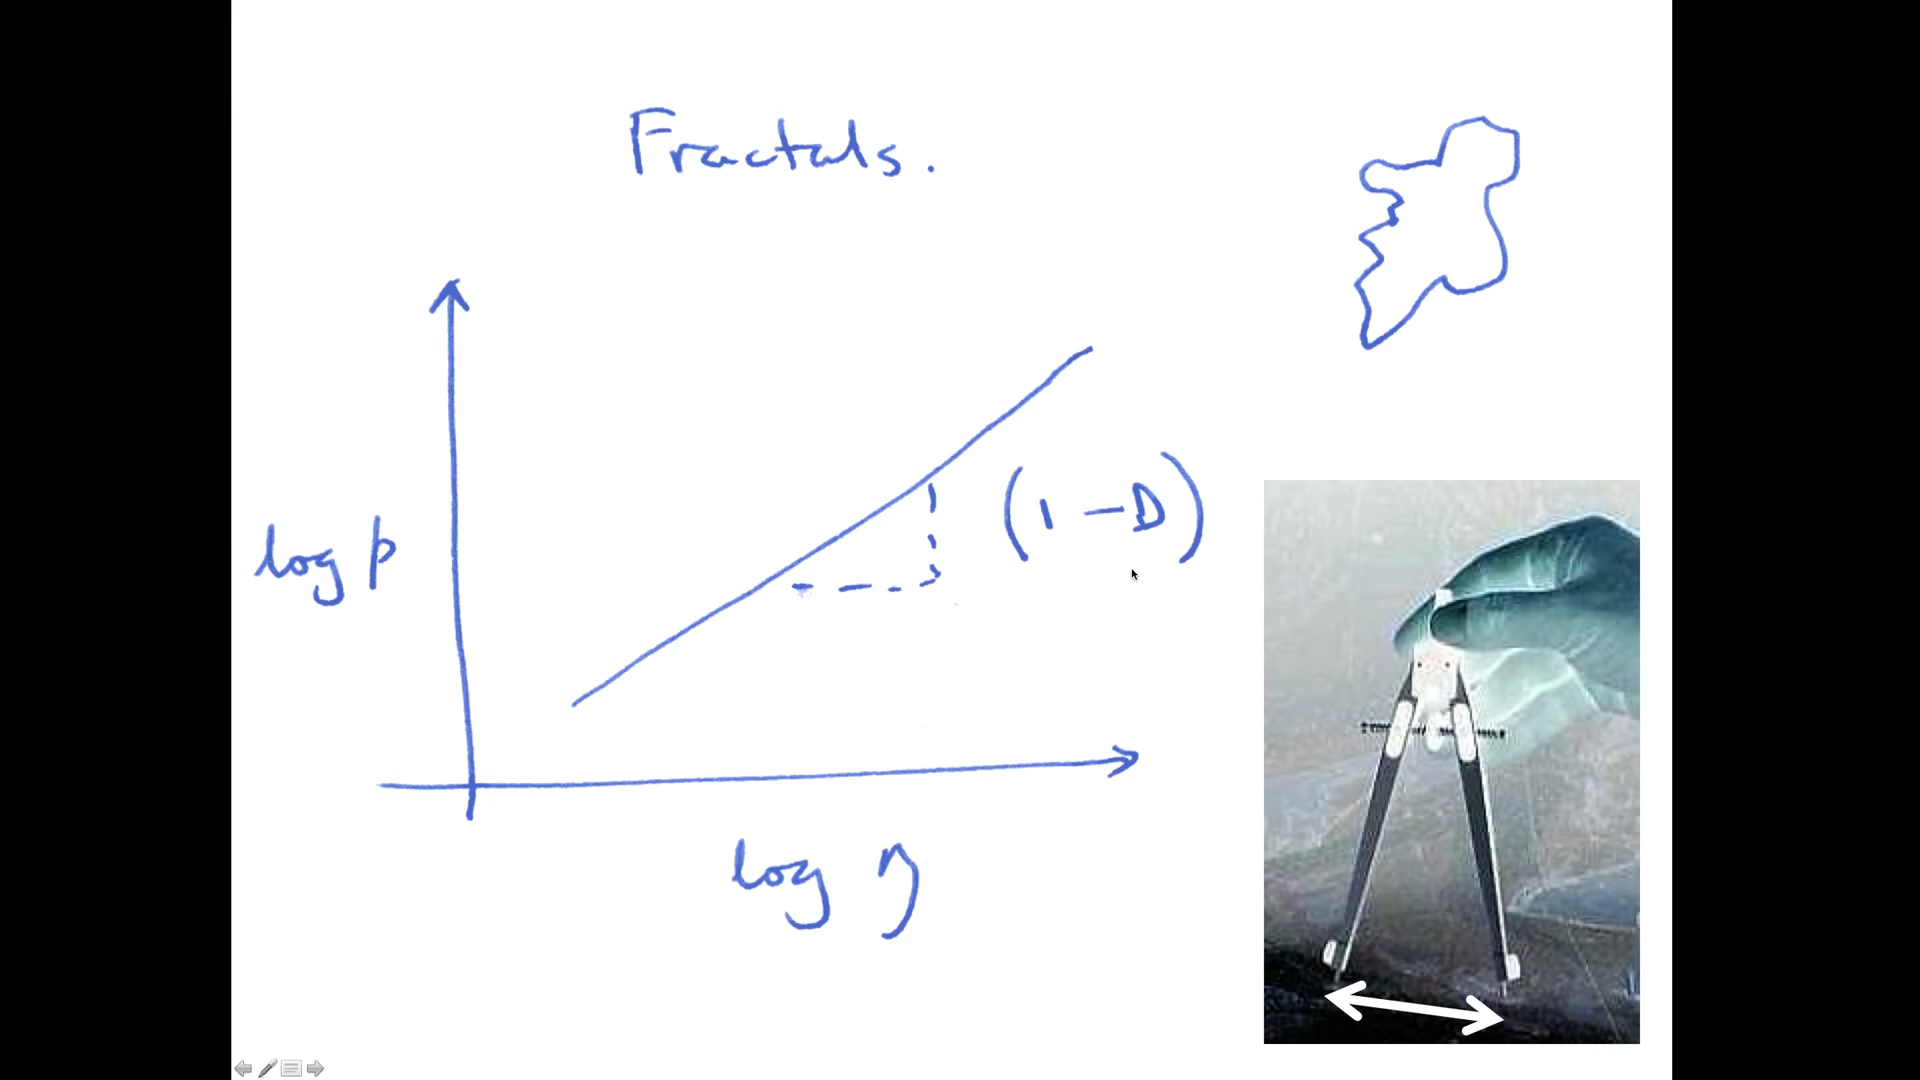 Fractals.
log p
(1-D)
log η